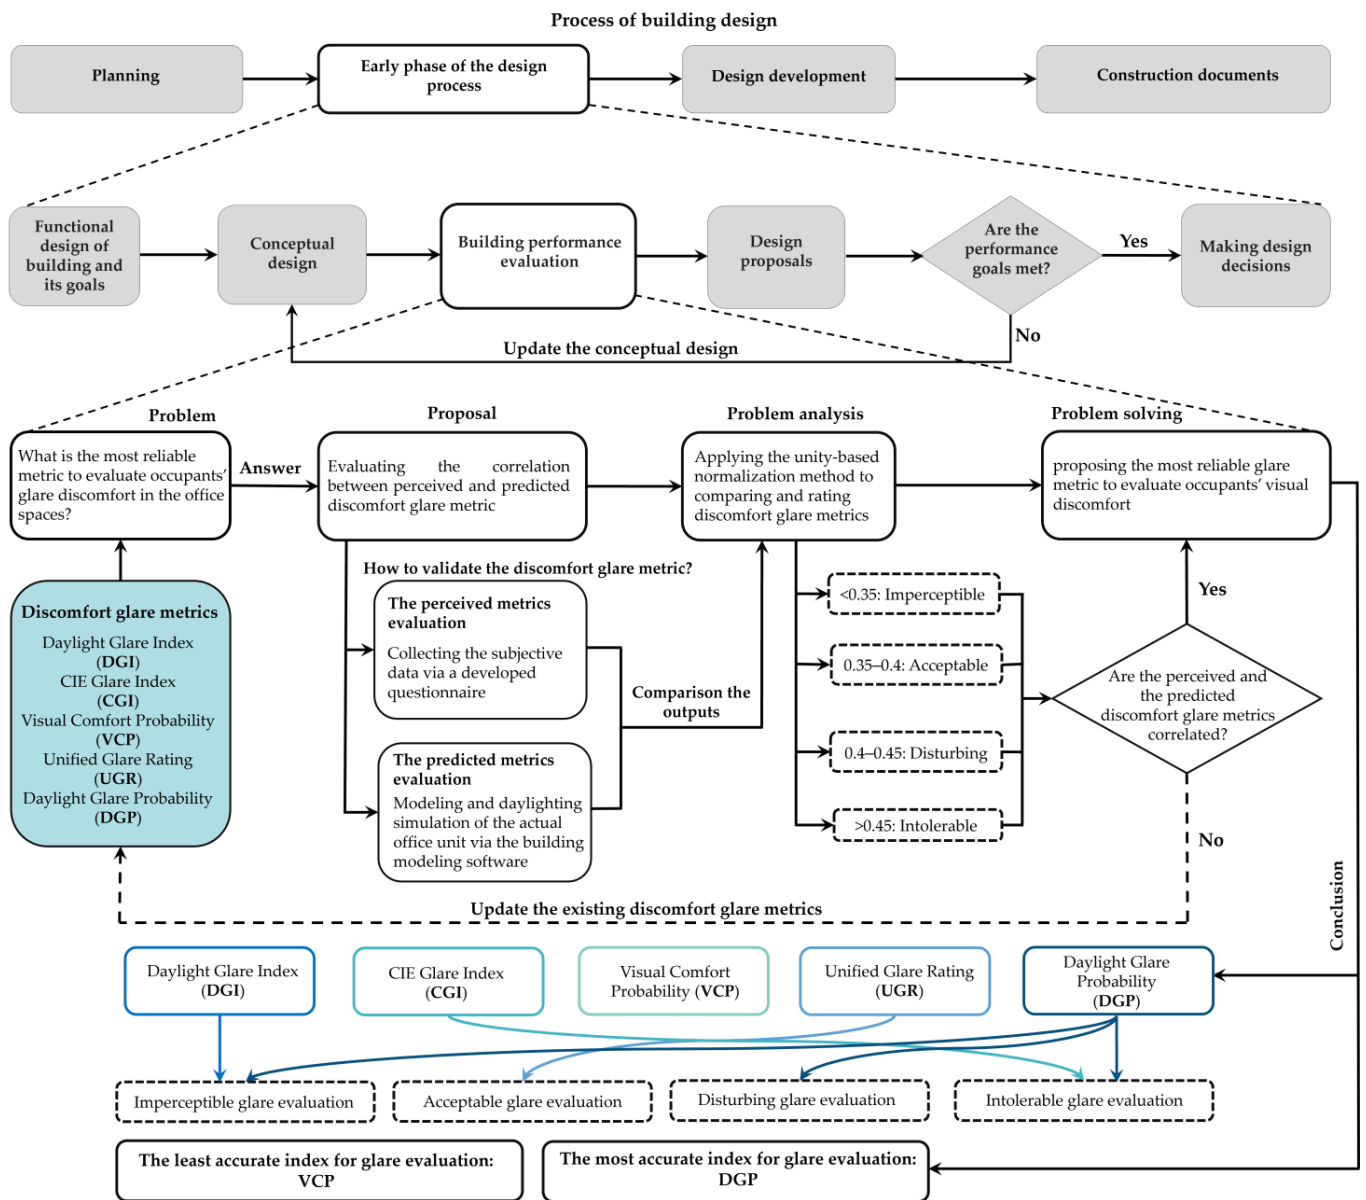 Process of building design
Planning
Early phase of the design
process
Design development
Construction documents
Functional
design of
building and
its goals
Conceptual
design
Building performance
evaluation
Design
proposals
Are the
performance
goals met?
Yes
Making design
decisions
No
Update the conceptual design
Problem
Proposal
Problem analysis
Problem solving
What is the most reliable
metric to evaluate occupants'
glare discomfort in the office
spaces?
Answer
Evaluating the correlation
between perceived and predicted
discomfort glare metric
Applying the unity-based
normalization method to
comparing and rating
discomfort glare metrics
proposing the most reliable glare
metric to evaluate occupants' visual
discomfort
How to validate the discomfort glare metric?
Discomfort glare metrics
Daylight Glare Index
(DGI)
CIE Glare Index
(CGI)
Visual Comfort Probability
(VCP)
Unified Glare Rating
(UGR)
Daylight Glare Probability
(DGP)
The perceived metrics
evaluation
Collecting the subjective
data via a developed
questionnaire
The predicted metrics
evaluation
Modeling and daylighting
simulation of the actual
office unit via the building
modeling software
Comparison the
outputs
<0.35: Imperceptible
0.35–0.4: Acceptable
0.4–0.45: Disturbing
>0.45: Intolerable
Yes
Are the perceived and
the predicted
discomfort glare metrics
correlated?
No
Update the existing discomfort glare metrics
Conclusion
Daylight Glare Index
(DGI)
CIE Glare Index
(CGI)
Visual Comfort
Probability (VCP)
Unified Glare Rating
(UGR)
Daylight Glare
Probability
(DGP)
Imperceptible glare evaluation
Acceptable glare evaluation
Disturbing glare evaluation
Intolerable glare evaluation
The least accurate index for glare evaluation:
VCP
The most accurate index for glare evaluation:
DGP